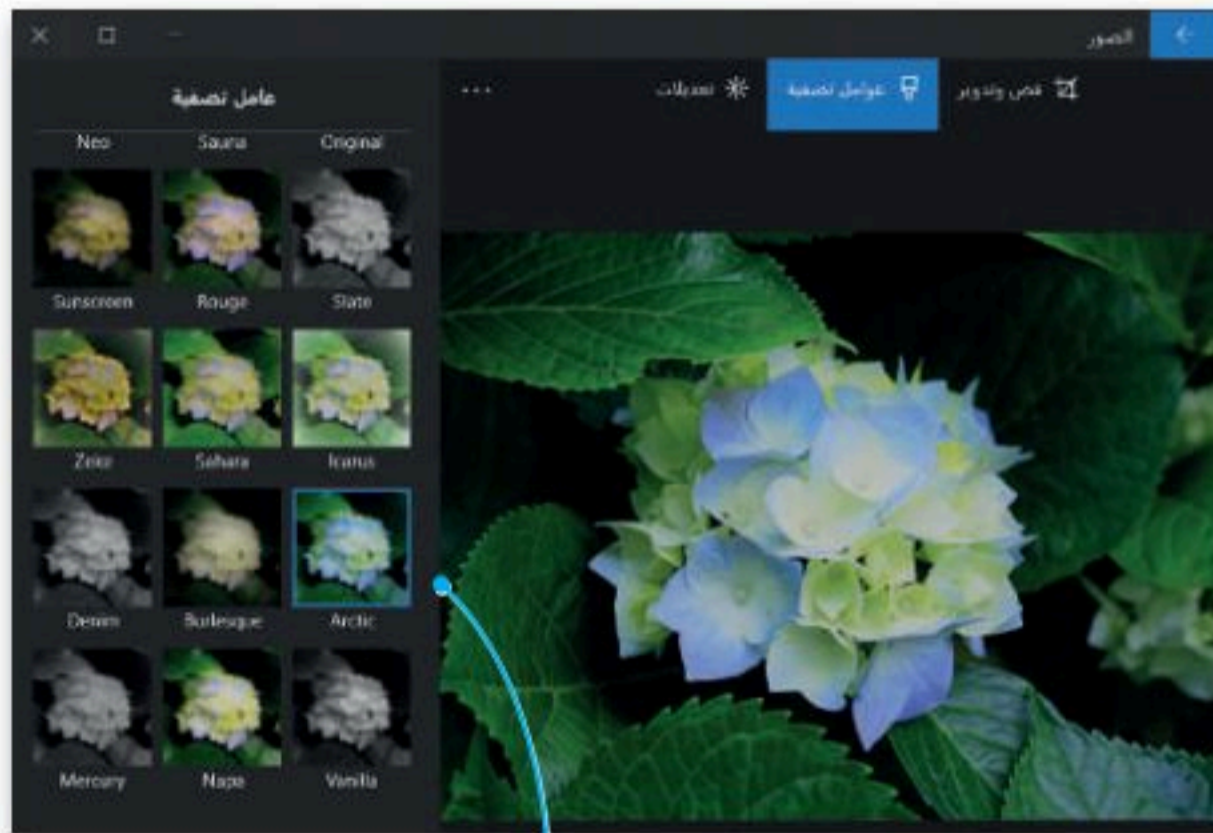 الصور
قص وتدوير
عوامل تصفية
تعديلات
عامل تصفية
Neo Sauna Original
Sunscreen Rouge Slate
Zeke Sahara Icarus
Denim Burlesque Arctic
Mercury Napa Vanilla